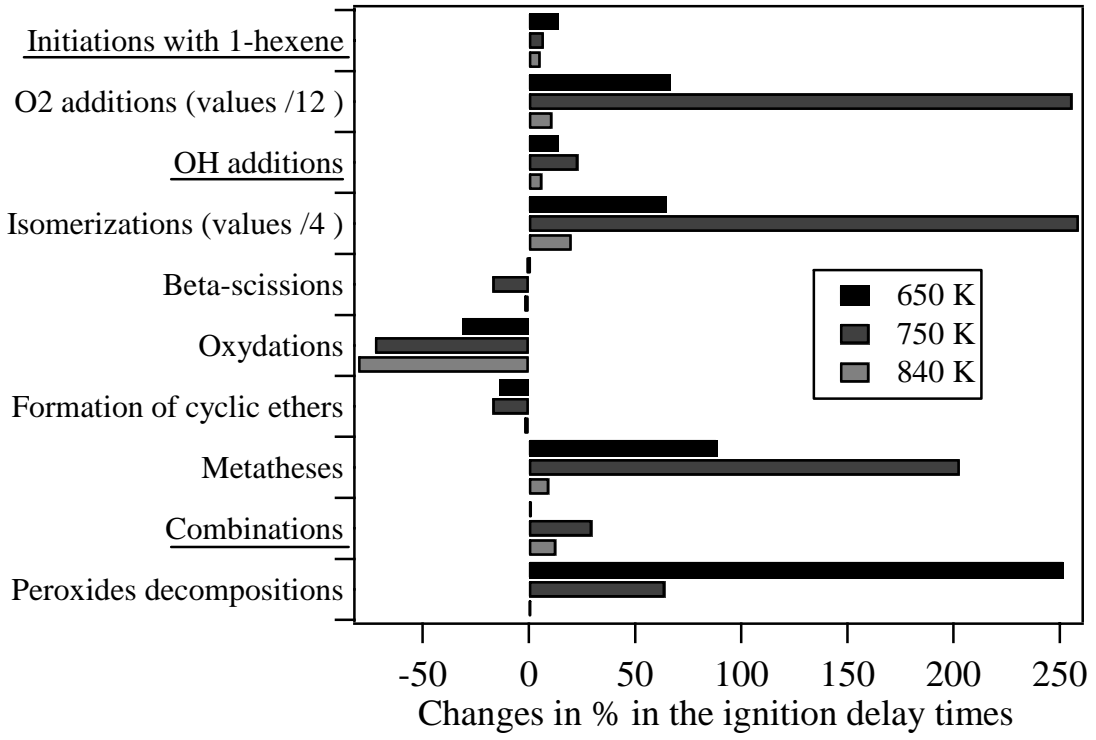 Initiations with 1-hexene
O2 additions (values /12 )
OH additions
Isomerizations (values /4 )
Beta-scissions
Oxydations
Formation of cyclic ethers
Metatheses
Combinations
Peroxides decompositions
650 K
750 K
840 K
-50 0 50 100 150 200 250
Changes in % in the ignition delay times